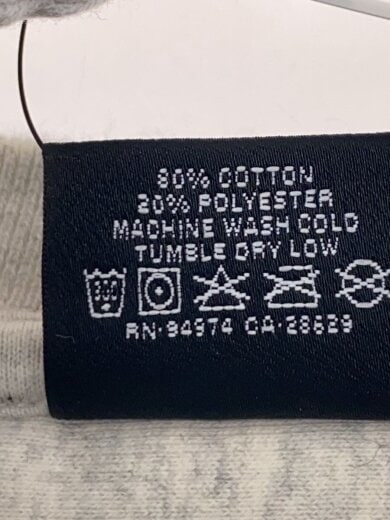 80% COTTON
20% POLYESTER
MACHINE WASH COLD
TUMBLE DRY LOW
RN·94974 CA·28629